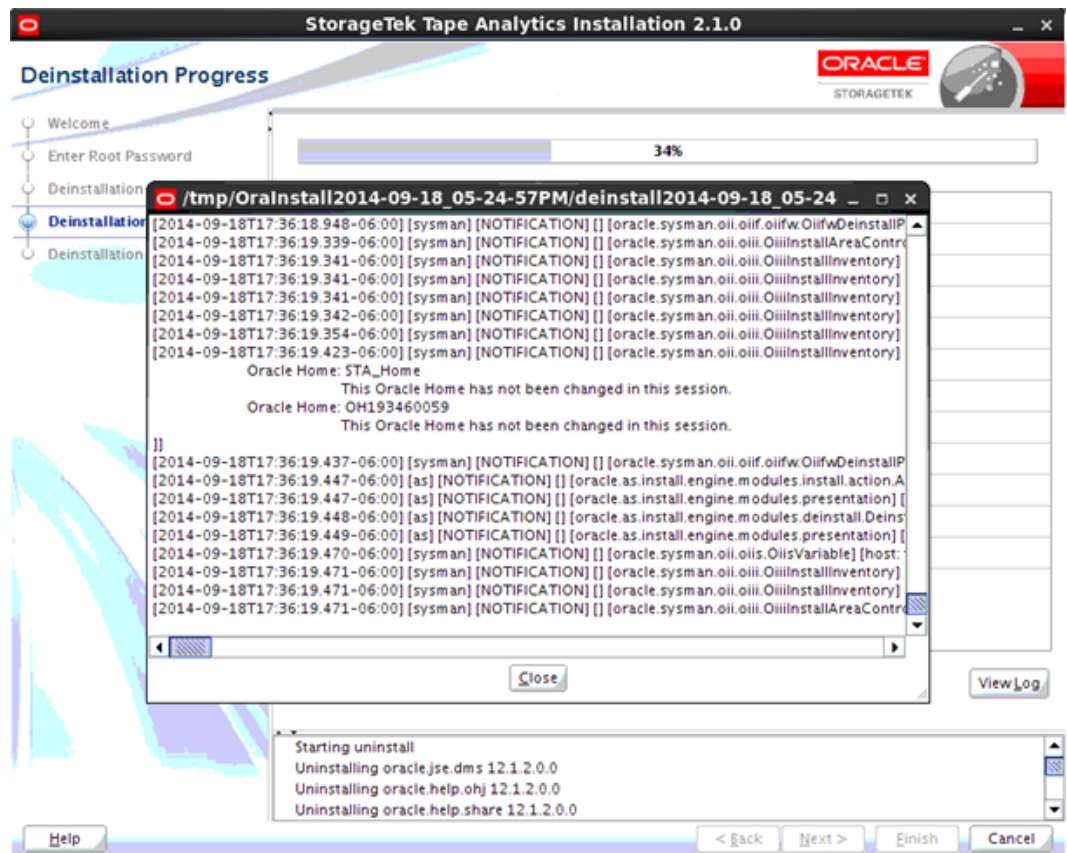 StorageTek Tape Analytics Installation 2.1.0
Deinstallation Progress
ORACLE
STORAGETEK
Welcome
Enter Root Password
34%
Deinstallation
Deinstallation
Deinstallation
/tmp/OraInstall2014-09-18_05-24-57PM/deinstall2014-09-18_05-24
[2014-09-18T17:36:18.948-06:00] [sysman] [NOTIFICATION] [] [oracle.sysman.oii.oiif.oiifw.OiifwDeinstallP
[2014-09-18T17:36:19.339-06:00] [sysman] [NOTIFICATION] [] [oracle.sysman.oii.oiii.OiiiInstallAreaContro
[2014-09-18T17:36:19.341-06:00] [sysman] [NOTIFICATION] [] [oracle.sysman.oii.oiii.OiiiInstallInventory]
[2014-09-18T17:36:19.341-06:00] [sysman] [NOTIFICATION] [] [oracle.sysman.oii.oiii.OiiiInstallInventory]
[2014-09-18T17:36:19.341-06:00] [sysman] [NOTIFICATION] [] [oracle.sysman.oii.oiii.OiiiInstallInventory]
[2014-09-18T17:36:19.342-06:00] [sysman] [NOTIFICATION] [] [oracle.sysman.oii.oiii.OiiiInstallInventory]
[2014-09-18T17:36:19.354-06:00] [sysman] [NOTIFICATION] [] [oracle.sysman.oii.oiii.OiiiInstallInventory]
[2014-09-18T17:36:19.423-06:00] [sysman] [NOTIFICATION] [] [oracle.sysman.oii.oiii.OiiiInstallInventory]
Oracle Home: STA_Home
This Oracle Home has not been changed in this session.
Oracle Home: OH193460059
This Oracle Home has not been changed in this session.
]]
[2014-09-18T17:36:19.437-06:00] [sysman] [NOTIFICATION] [] [oracle.sysman.oii.oiif.oiifw.OiifwDeinstallP
[2014-09-18T17:36:19.447-06:00] [as] [NOTIFICATION] [] [oracle.as.install.engine.modules.install.action.A
[2014-09-18T17:36:19.447-06:00] [as] [NOTIFICATION] [] [oracle.as.install.engine.modules.presentation] [
[2014-09-18T17:36:19.448-06:00] [as] [NOTIFICATION] [] [oracle.as.install.engine.modules.deinstall.Deins
[2014-09-18T17:36:19.449-06:00] [as] [NOTIFICATION] [] [oracle.as.install.engine.modules.presentation] [
[2014-09-18T17:36:19.470-06:00] [sysman] [NOTIFICATION] [] [oracle.sysman.oii.oiis.OiisVariable] [host:
[2014-09-18T17:36:19.471-06:00] [sysman] [NOTIFICATION] [] [oracle.sysman.oii.oiii.OiiiInstallInventory]
[2014-09-18T17:36:19.471-06:00] [sysman] [NOTIFICATION] [] [oracle.sysman.oii.oiii.OiiiInstallInventory]
[2014-09-18T17:36:19.471-06:00] [sysman] [NOTIFICATION] [] [oracle.sysman.oii.oiii.OiiiInstallAreaContro
Close
View Log
Starting uninstall
Uninstalling oracle.jse.dms 12.1.2.0.0
Uninstalling oracle.help.ohj 12.1.2.0.0
Uninstalling oracle.help.share 12.1.2.0.0
Help
< Back
Next >
Finish
Cancel